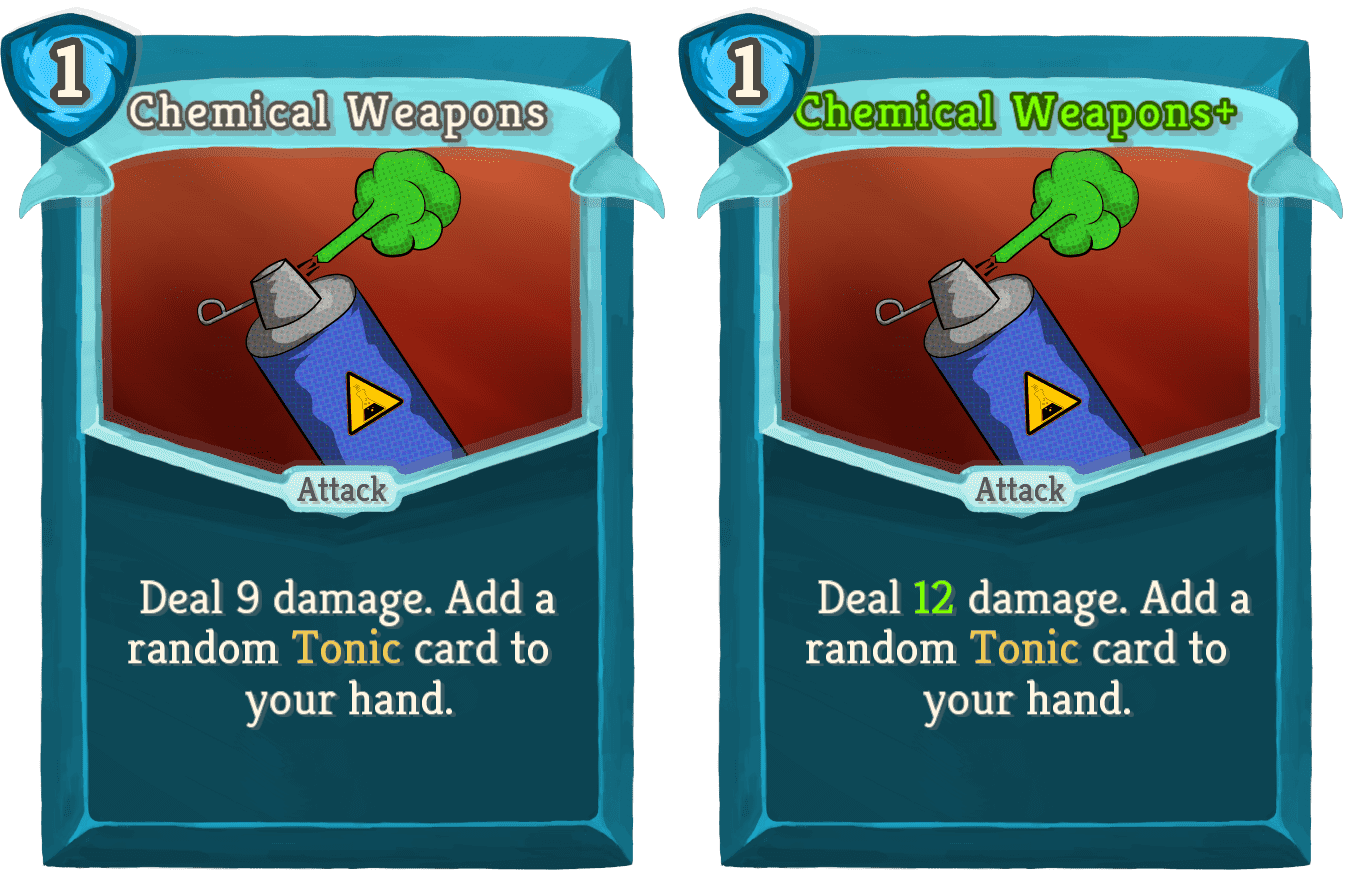 1
Chemical Weapons
Attack
Deal 9 damage. Add a
random Tonic card to
your hand.
1
Chemical Weapons+
Attack
Deal 12 damage. Add a
random Tonic card to
your hand.